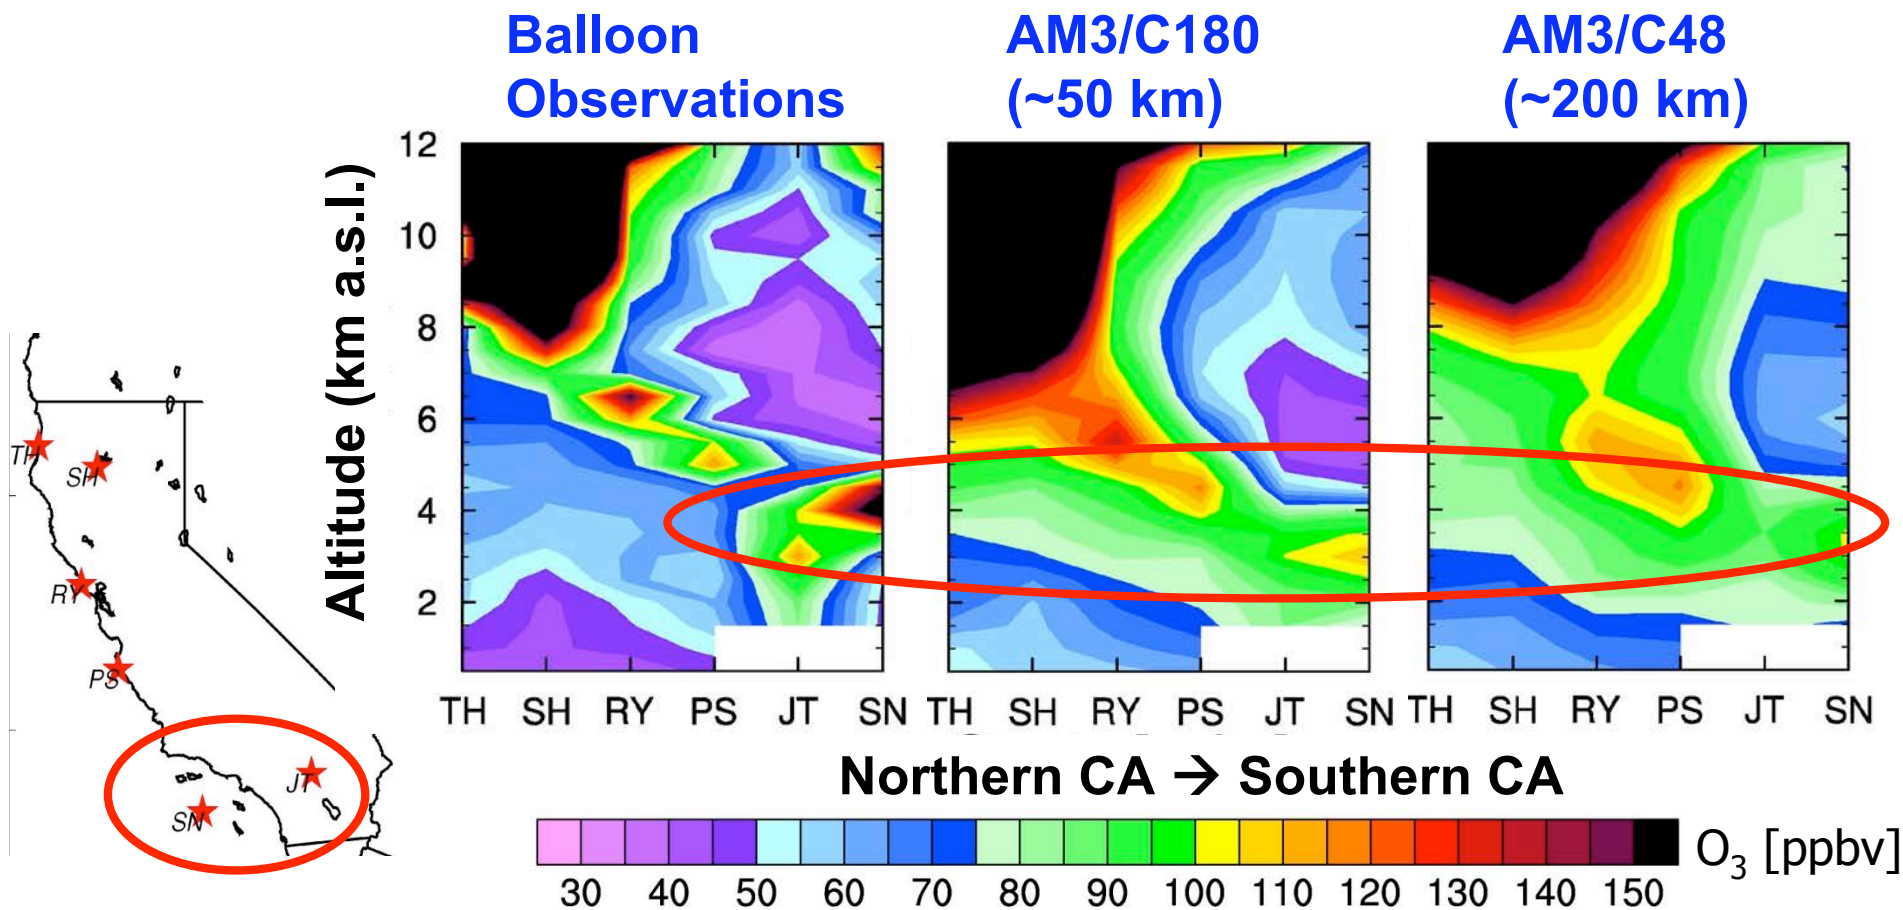 Balloon
Observations
AM3/C180
(~50 km)
AM3/C48
(~200 km)
Altitude (km a.s.l.)
12
10
8
6
4
2
TH SH RY PS JT SN
TH SH RY PS JT SN
TH SH RY PS JT SN
TH
SH
RY
PS
JT
SN
Northern CA → Southern CA
30 40 50 60 70 80 90 100 110 120 130 140 150
O3 [ppbv]